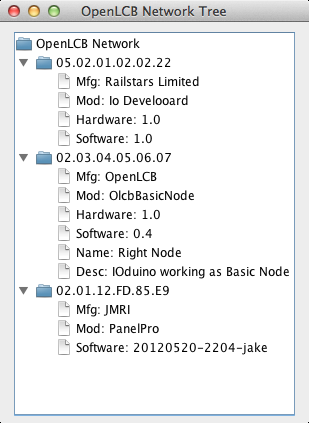 OpenLCB Network Tree
OpenLCB Network
05.02.01.02.02.22
Mfg: Railstars Limited
Mod: Io Develooard
Hardware: 1.0
Software: 1.0
02.03.04.05.06.07
Mfg: OpenLCB
Mod: OlcbBasicNode
Hardware: 1.0
Software: 0.4
Name: Right Node
Desc: IOduino working as Basic Node
02.01.12.FD.85.E9
Mfg: JMRI
Mod: PanelPro
Software: 20120520-2204-jake